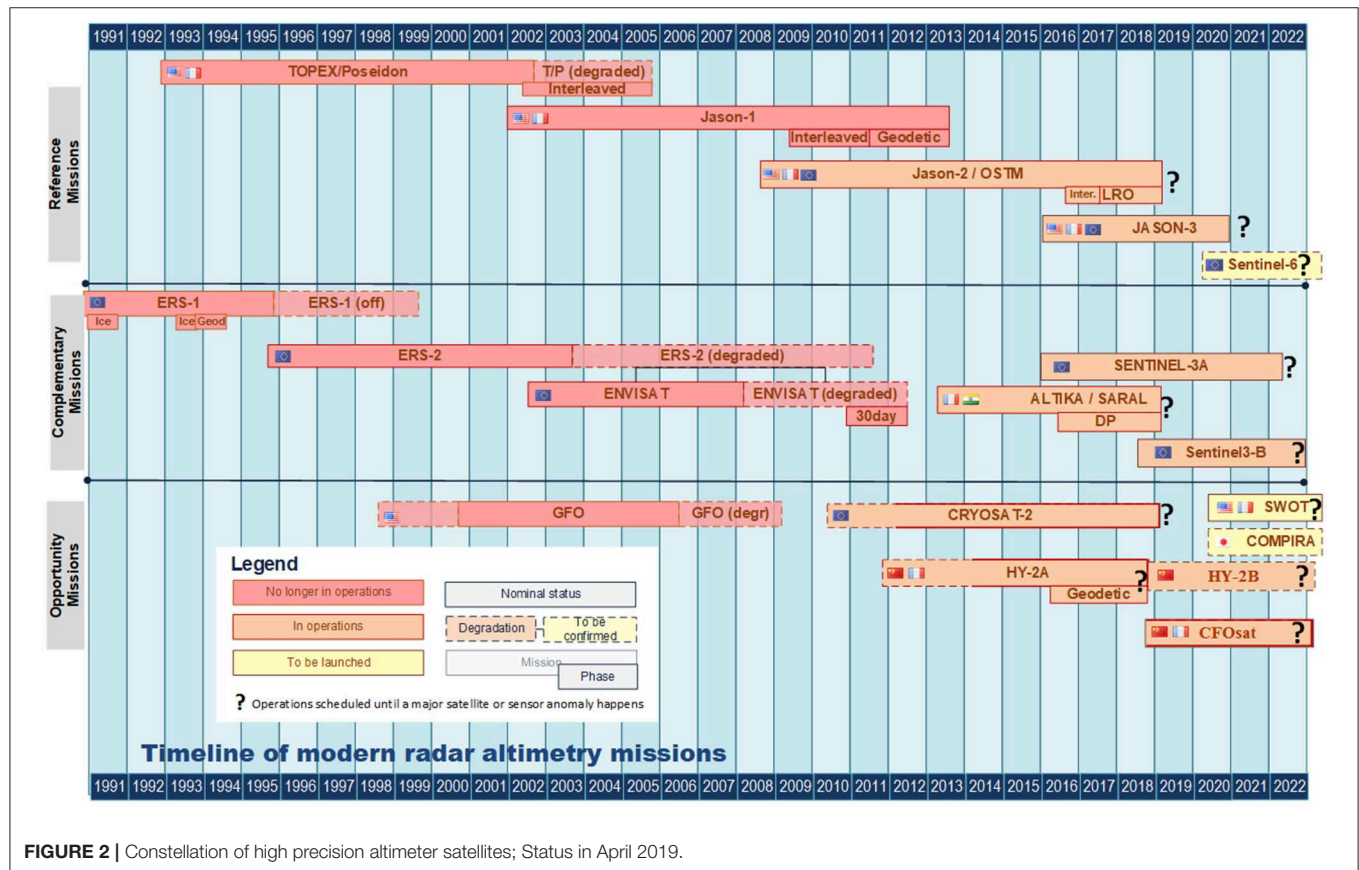 1991 1992 1993 1994 1995 1996 1997 1998 1999 2000 2001 2002 2003 2004 2005 2006 2007 2008 2009 2010 2011 2012 2013 2014 2015 2016 2017 2018 2019 2020 2021 2022
Reference
Missions
TOPEX/Poseidon
T/P (degraded)
Interleaved
Jason-1
Interleaved
Geodetic
Jason-2 / OSTM
?
Inter.
LRO
JASON-3
?
Sentinel-6
?
Complementary
Missions
ERS-1
ERS-1 (off)
Ice
Ice
Geod
ERS-2
ERS-2 (degraded)
SENTINEL-3A
?
ENVISAT
ENVISAT (degraded)
30day
ALTIKA / SARAL
?
DP
Sentinel3-B
?
Opportunity
Missions
GFO
GFO (degr)
CRYOSAT-2
?
SWOT
?
COMPIRA
HY-2A
?
Geodetic
HY-2B
?
CFOsat
?
Legend
No longer in operations
Nominal status
In operations
Degradation
To be
confirmed
To be launched
Mission
Phase
? Operations scheduled until a major satellite or sensor anomaly happens
Timeline of modern radar altimetry missions
1991 1992 1993 1994 1995 1996 1997 1998 1999 2000 2001 2002 2003 2004 2005 2006 2007 2008 2009 2010 2011 2012 2013 2014 2015 2016 2017 2018 2019 2020 2021 2022
FIGURE 2 | Constellation of high precision altimeter satellites; Status in April 2019.